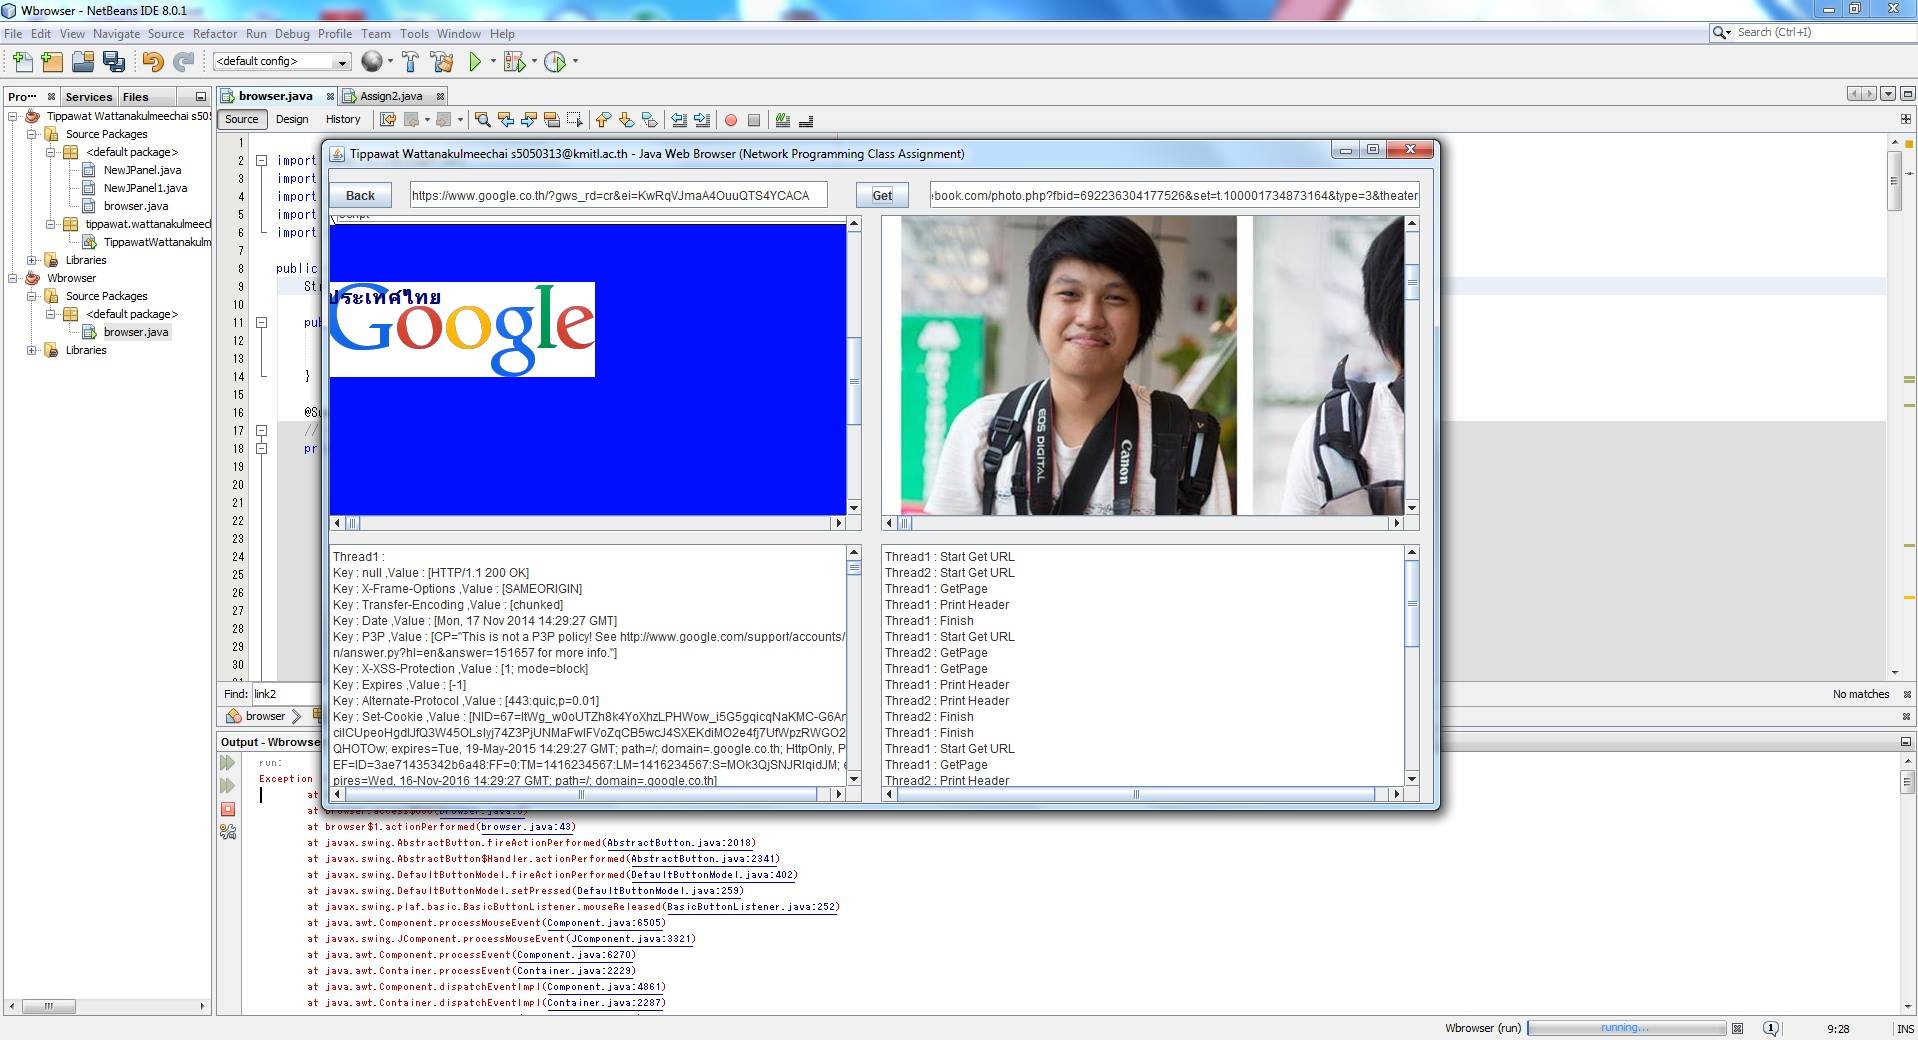 Wbrowser - NetBeans IDE 8.0.1
File Edit View Navigate Source Refactor Run Debug Profile Team Tools Window Help
Search (Ctrl+I)
<default config>
Pro... Services Files
browser.java
Assign2.java
Source Design History
Tippawat Wattanakulmeechai s505
Source Packages
<default package>
NewJPanel.java
NewJPanel1.java
browser.java
tippawat.wattanakulmeech
TippawatWattanakulm
Libraries
Wbrowser
Source Packages
<default package>
browser.java
Libraries
1
2 import
3 import
4 import
5 import
6 import
7
8 public
9 Str
10
11 pub
12
13
14 }
15
16 @Su
17 //
18 pr
19
20
21
22
23
24
25
26
27
28
29
30
Tippawat Wattanakulmeechai s5050313@kmitl.ac.th - Java Web Browser (Network Programming Class Assignment)
Back
https://www.google.co.th/?gws_rd=cr&ei=KwRqVJmaA4OuuQTS4YCACA
Get
ebook.com/photo.php?fbid=692236304177526&set=t.100001734873164&type=3&theater
Script
ประเทศไทย
Google
EOS DIGITAL
Canon
Thread1 :
Key : null ,Value : [HTTP/1.1 200 OK]
Key : X-Frame-Options ,Value : [SAMEORIGIN]
Key : Transfer-Encoding ,Value : [chunked]
Key : Date ,Value : [Mon, 17 Nov 2014 14:29:27 GMT]
Key : P3P ,Value : [CP="This is not a P3P policy! See http://www.google.com/support/accounts/
n/answer.py?hl=en&answer=151657 for more info."]
Key : X-XSS-Protection ,Value : [1; mode=block]
Key : Expires ,Value : [-1]
Key : Alternate-Protocol ,Value : [443:quic,p=0.01]
Key : Set-Cookie ,Value :
QHOTOw; expires=Tue, 19-May-2015 14:29:27 GMT; path=/; domain=.google.co.th; HttpOnly, P
EF=ID=3ae71435342b6a48:FF=0:TM=1416234567:LM=1416234567:S=MOk3QjSNJRIqidJM; e
pires=Wed, 16-Nov-2016 14:29:27 GMT; path=/; domain=.google.co.th]
Thread1 : Start Get URL
Thread2 : Start Get URL
Thread1 : GetPage
Thread1 : Print Header
Thread1 : Finish
Thread1 : Start Get URL
Thread2 : GetPage
Thread1 : GetPage
Thread1 : Print Header
Thread2 : Print Header
Thread2 : Finish
Thread1 : Finish
Thread1 : Start Get URL
Thread1 : GetPage
Thread2 : Print Header
Find: link2
No matches
browser
Output - Wbrowse
run:
Exception
at
at browser.access$000(browser.java:8)
at browser$1.actionPerformed(browser.java:43)
at javax.swing.AbstractButton.fireActionPerformed(AbstractButton.java:2018)
at javax.swing.AbstractButton$Handler.actionPerformed(AbstractButton.java:2341)
at javax.swing.DefaultButtonModel.fireActionPerformed(DefaultButtonModel.java:402)
at javax.swing.DefaultButtonModel.setPressed(DefaultButtonModel.java:259)
at javax.swing.plaf.basic.BasicButtonListener.mouseReleased(BasicButtonListener.java:252)
at java.awt.Component.processMouseEvent(Component.java:6505)
at javax.swing.JComponent.processMouseEvent(JComponent.java:3321)
at java.awt.Component.processEvent(Component.java:6270)
at java.awt.Container.processEvent(Container.java:2229)
at java.awt.Component.dispatchEventImpl(Component.java:4861)
at java.awt.Container.dispatchEventImpl(Container.java:2287)
Wbrowser (run)
running...
1
9:28
INS